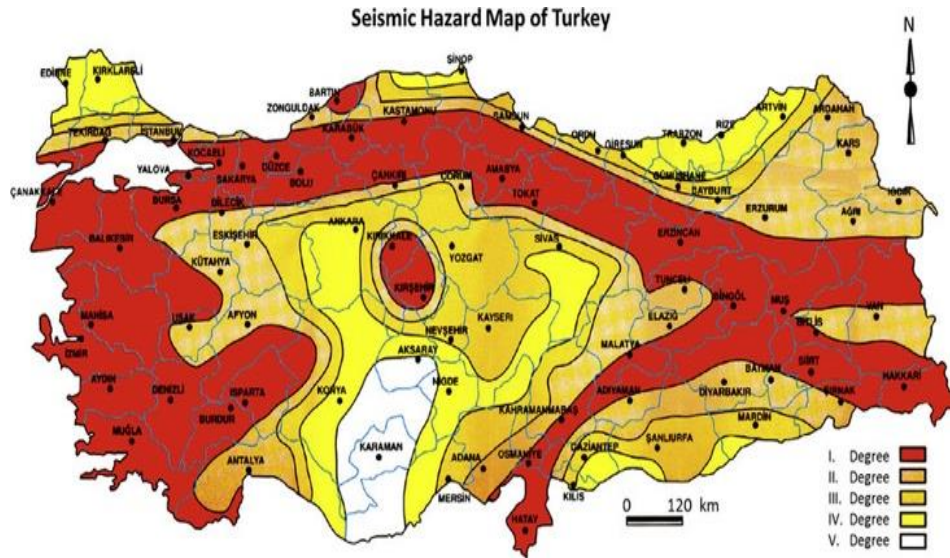 Seismic Hazard Map of Turkey
N
SİNOP
EDİRNE
KIRKLARELİ
BARTIN
ZONGULDAK
KASTAMONU
SAMSUN
ARTVİN
ARDAHAN
TEKİRDAĞ
İSTANBUL
KARABÜK
ORDU
GİRESUN
TRABZON
RİZE
KOCAELİ
DÜZCE
KARS
YALOVA
SAKARYA
BOLU
ÇANKIRI
ÇORUM
AMASYA
TOKAT
GÜMÜŞHANE
BAYBURT
ÇANAKKALE
BURSA
BİLECİK
ERZURUM
IĞDIR
AĞRI
ANKARA
ESKİŞEHİR
KIRIKKALE
YOZGAT
SİVAS
ERZİNCAN
BALIKESİR
KÜTAHYA
TUNCELİ
KIRŞEHİR
BİNGÖL
MUŞ
VAN
MANİSA
UŞAK
AFYON
NEVŞEHİR
KAYSERİ
ELAZIĞ
BİTLİS
İZMİR
AKSARAY
MALATYA
SİİRT
AYDIN
DENİZLİ
ISPARTA
KONYA
NİĞDE
ADIYAMAN
DİYARBAKIR
BATMAN
ŞIRNAK
HAKKARİ
BURDUR
KAHRAMANMARAŞ
MARDİN
MUĞLA
KARAMAN
OSMANİYE
GAZİANTEP
ŞANLIURFA
ANTALYA
ADANA
MERSİN
KİLİS
HATAY
0 120 km
I. Degree
II. Degree
III. Degree
IV. Degree
V. Degree